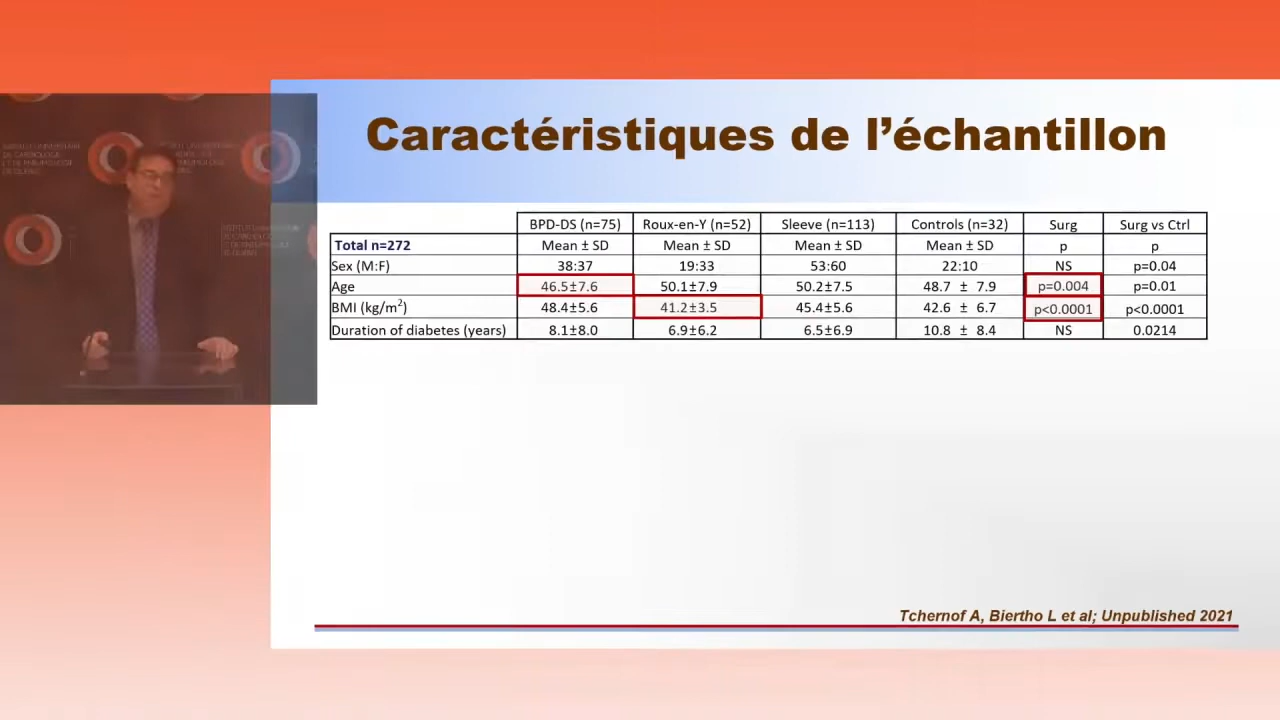 Caractéristiques de l’échantillon
BPD-DS (n=75) Roux-en-Y (n=52) Sleeve (n=113) Controls (n=32) Surg Surg vs Ctrl
Total n=272 Mean ± SD Mean ± SD Mean ± SD Mean ± SD p p
Sex (M:F) 38:37 19:33 53:60 22:10 NS p=0.04
Age 46.5±7.6 50.1±7.9 50.2±7.5 48.7 ± 7.9 p=0.004 p=0.01
BMI (kg/m²) 48.4±5.6 41.2±3.5 45.4±5.6 42.6 ± 6.7 p<0.0001 p<0.0001
Duration of diabetes (years) 8.1±8.0 6.9±6.2 6.5±6.9 10.8 ± 8.4 NS 0.0214
Tchernof A, Biertho L et al; Unpublished 2021